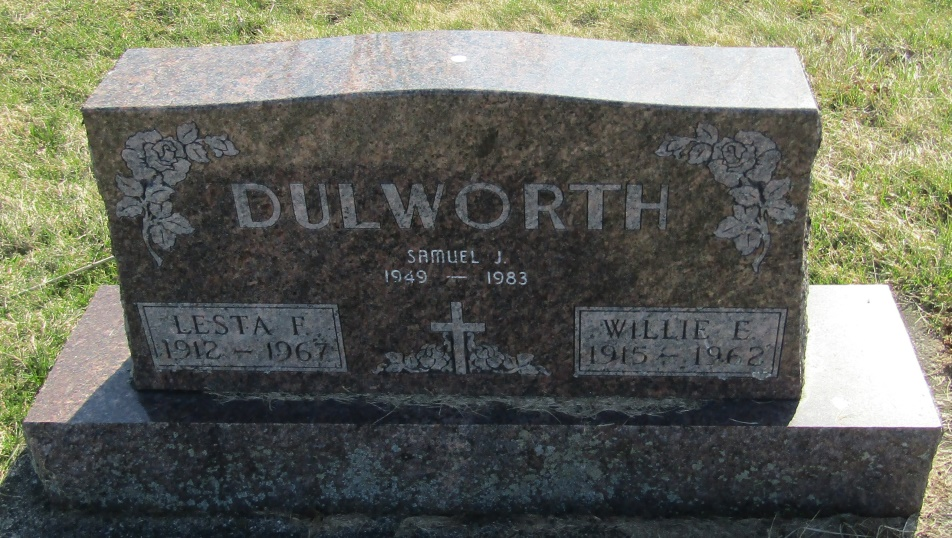 DULWORTH
SAMUEL J.
1949 — 1983
LESTA F.
1912 – 1967
WILLIE E.
1915 – 1962